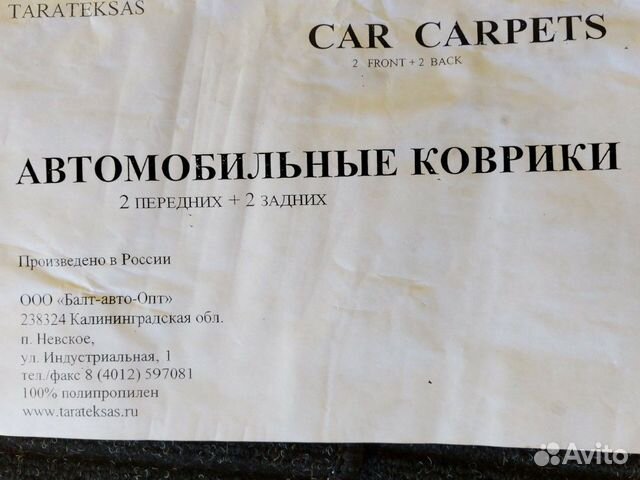 TARATEKSAS
CAR CARPETS
2 FRONT + 2 BACK
АВТОМОБИЛЬНЫЕ КОВРИКИ
2 ПЕРЕДНИХ + 2 ЗАДНИХ
Произведено в России
ООО «Балт-авто-Опт»
238324 Калининградская обл.
п. Невское,
ул. Индустриальная, 1
тел./факс 8 (4012) 597081
100% полипропилен
www.tarateksas.ru
Avito